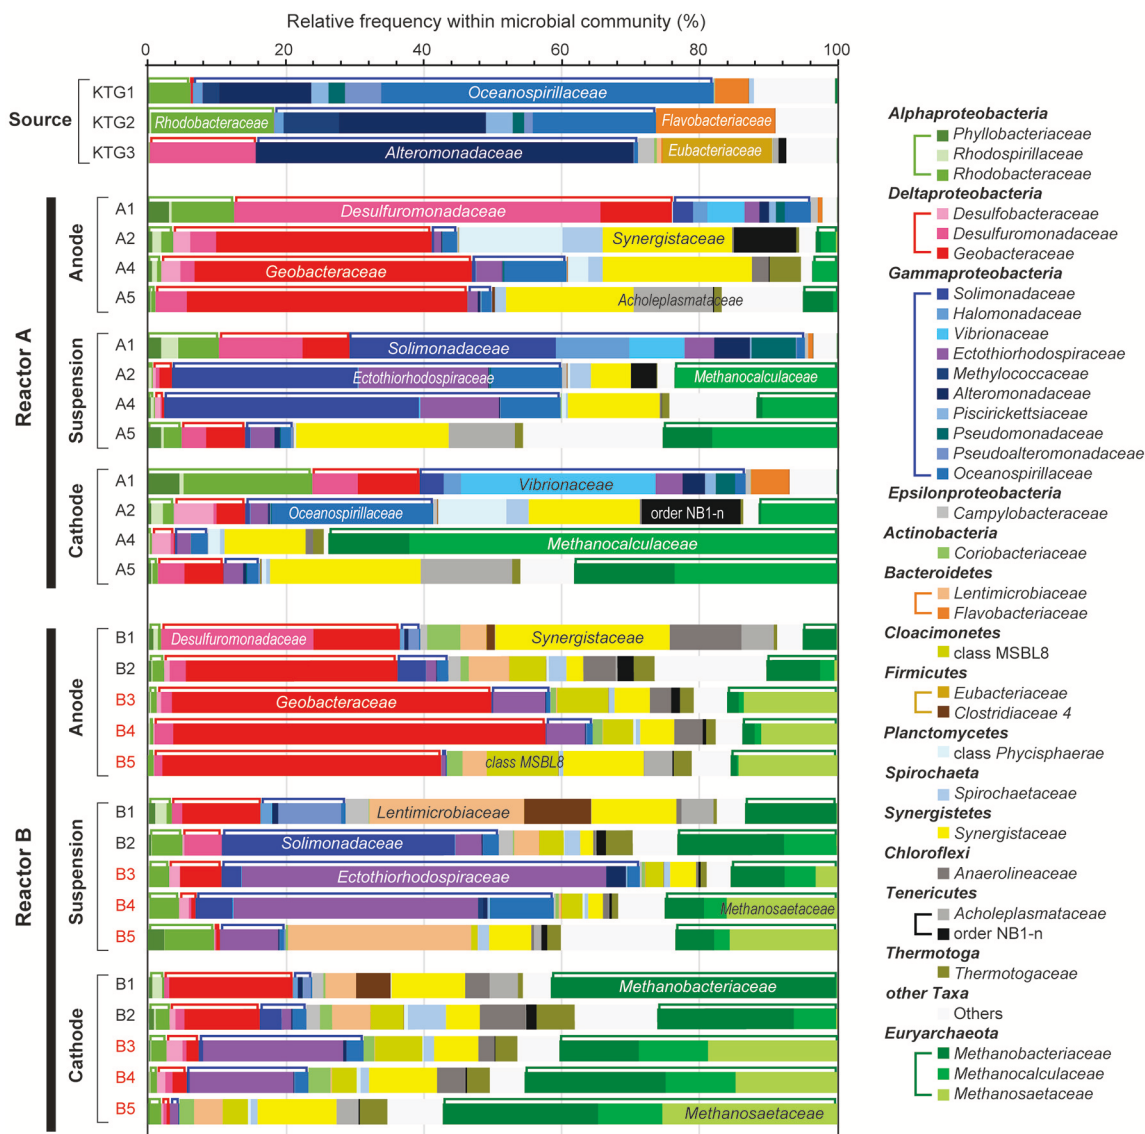 Relative frequency within microbial community (%)
0 20 40 60 80 100
Source
KTG1 Oceanospirillaceae
KTG2 Rhodobacteraceae Flavobacteriaceae
KTG3 Alteromonadaceae Eubacteriaceae
Reactor A
Anode
A1 Desulfuromonadaceae
A2 Synergistaceae
A4 Geobacteraceae
A5 Acholeplasmataceae
Suspension
A1 Solimonadaceae
A2 Ectothiorhodospiraceae Methanocalculaceae
A4
A5
Cathode
A1 Vibrionaceae
A2 Oceanospirillaceae order NB1-n
A4 Methanocalculaceae
A5
Reactor B
Anode
B1 Desulfuromonadaceae Synergistaceae
B2
B3 Geobacteraceae
B4
B5 class MSBL8
Suspension
B1 Lentimicrobiaceae
B2 Solimonadaceae
B3 Ectothiorhodospiraceae
B4 Methanosaetaceae
B5
Cathode
B1 Methanobacteriaceae
B2
B3
B4
B5 Methanosaetaceae
Alphaproteobacteria
Phyllobacteriaceae
Rhodospirillaceae
Rhodobacteraceae
Deltaproteobacteria
Desulfobacteraceae
Desulfuromonadaceae
Geobacteraceae
Gammaproteobacteria
Solimonadaceae
Halomonadaceae
Vibrionaceae
Ectothiorhodospiraceae
Methylococcaceae
Alteromonadaceae
Piscirickettsiaceae
Pseudomonadaceae
Pseudoalteromonadaceae
Oceanospirillaceae
Epsilonproteobacteria
Campylobacteraceae
Actinobacteria
Coriobacteriaceae
Bacteroidetes
Lentimicrobiaceae
Flavobacteriaceae
Cloacimonetes
class MSBL8
Firmicutes
Eubacteriaceae
Clostridiaceae 4
Planctomycetes
class Phycisphaerae
Spirochaeta
Spirochaetaceae
Synergistetes
Synergistaceae
Chloroflexi
Anaerolineaceae
Tenericutes
Acholeplasmataceae
order NB1-n
Thermotoga
Thermotogaceae
other Taxa
Others
Euryarchaeota
Methanobacteriaceae
Methanocalculaceae
Methanosaetaceae